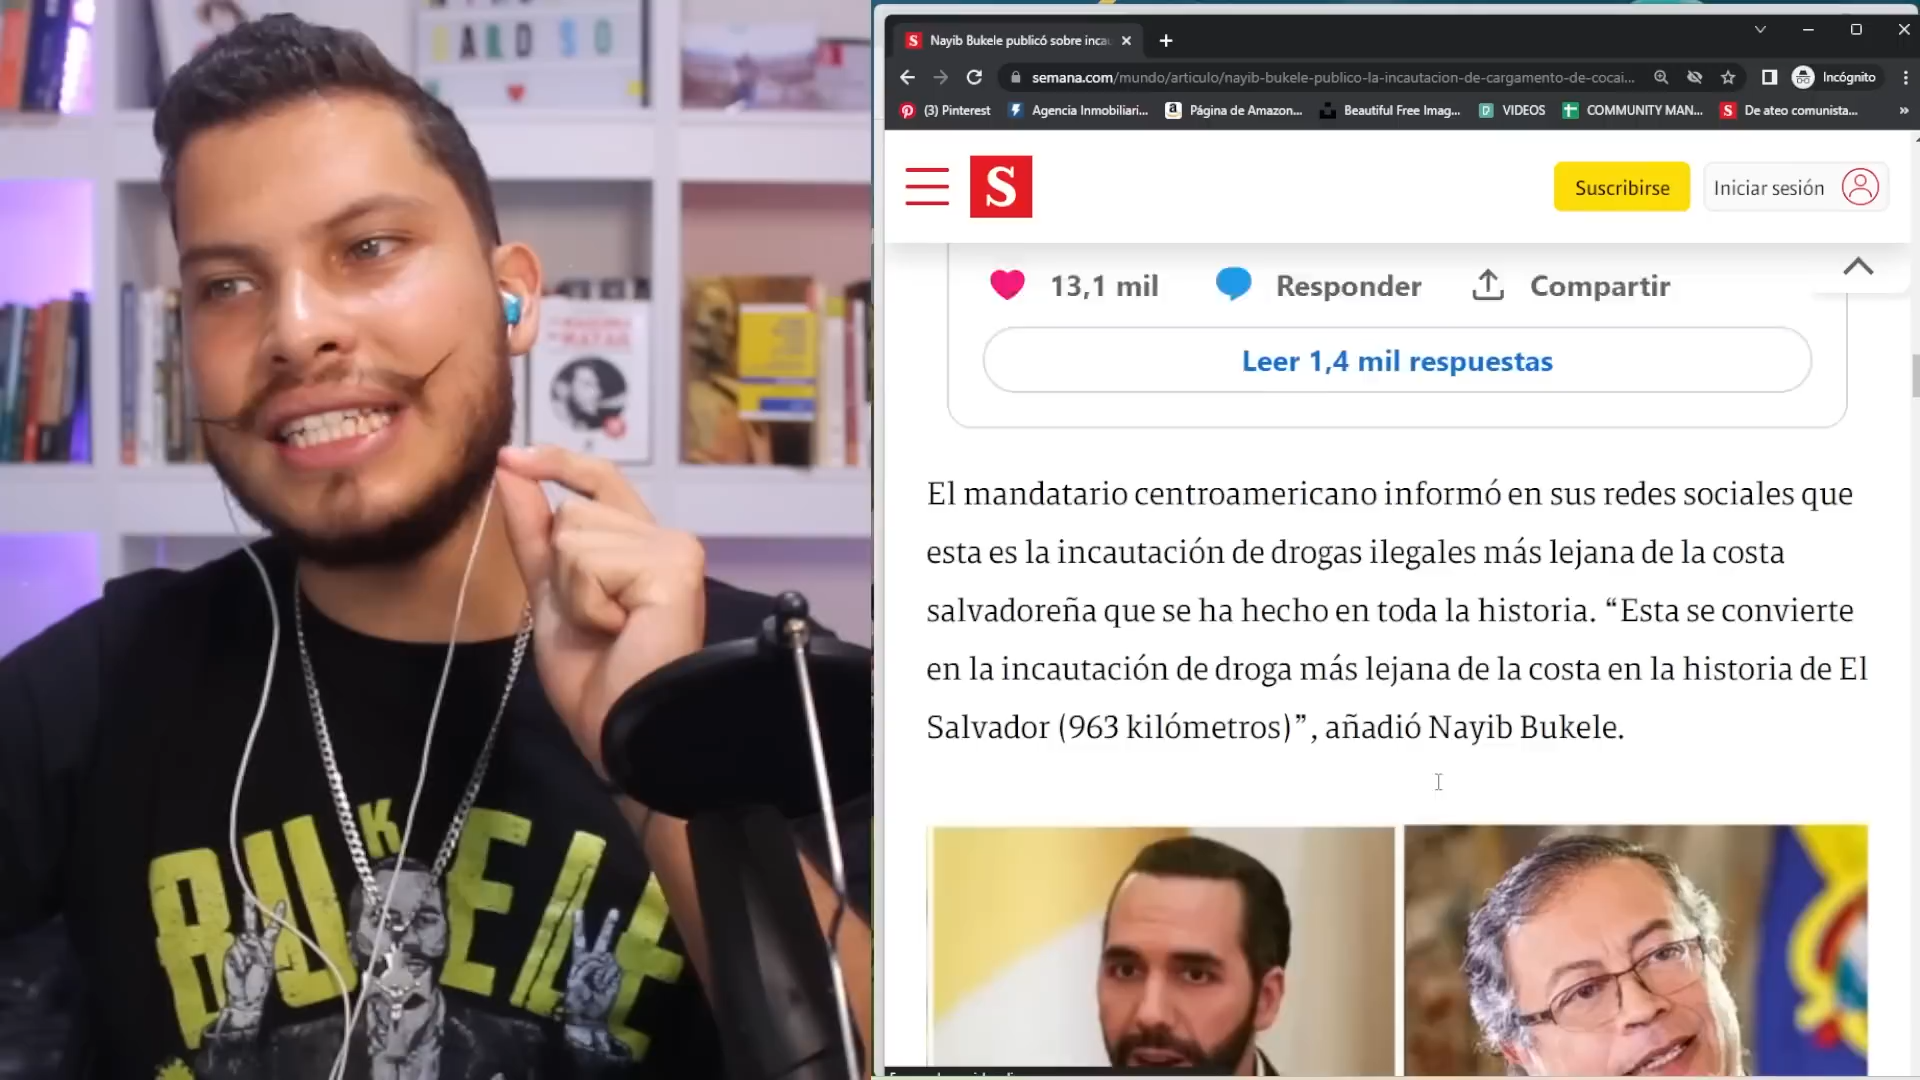 BUKELE
Nayib Bukele publicó sobre inca
semana.com/mundo/articulo/nayib-bukele-publico-la-incautacion-de-cargamento-de-cocai...
Incógnito
(3) Pinterest
Agencia Inmobiliari...
Página de Amazon...
Beautiful Free Imag...
VIDEOS
COMMUNITY MAN...
De ateo comunista...
S
Suscribirse
Iniciar sesión
13,1 mil
Responder
Compartir
Leer 1,4 mil respuestas
El mandatario centroamericano informó en sus redes sociales que
esta es la incautación de drogas ilegales más lejana de la costa
salvadoreña que se ha hecho en toda la historia. “Esta se convierte
en la incautación de droga más lejana de la costa en la historia de El
Salvador (963 kilómetros)”, añadió Nayib Bukele.